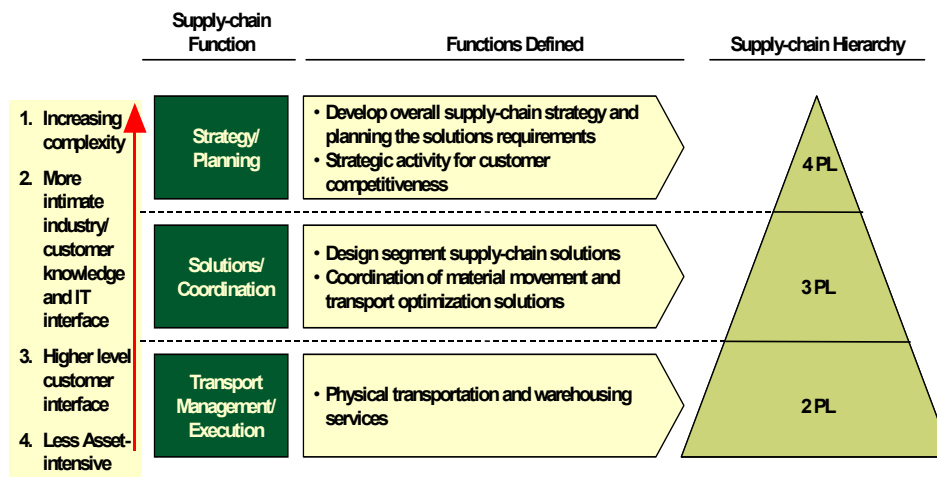 Supply-chain
Function
Functions Defined
Supply-chain Hierarchy
1. Increasing
complexity
2. More
intimate
industry/
customer
knowledge
and IT
interface
3. Higher level
customer
interface
4. Less Asset-
intensive
Strategy/
Planning
• Develop overall supply-chain strategy and
planning the solutions requirements
• Strategic activity for customer
competitiveness
4 PL
Solutions/
Coordination
• Design segment supply-chain solutions
• Coordination of material movement and
transport optimization solutions
3 PL
Transport
Management/
Execution
• Physical transportation and warehousing
services
2 PL